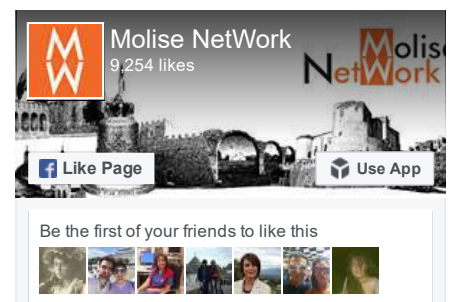 M
W
Molise NetWork
9,254 likes
Molise
NetWork
Like Page
Use App
Be the first of your friends to like this